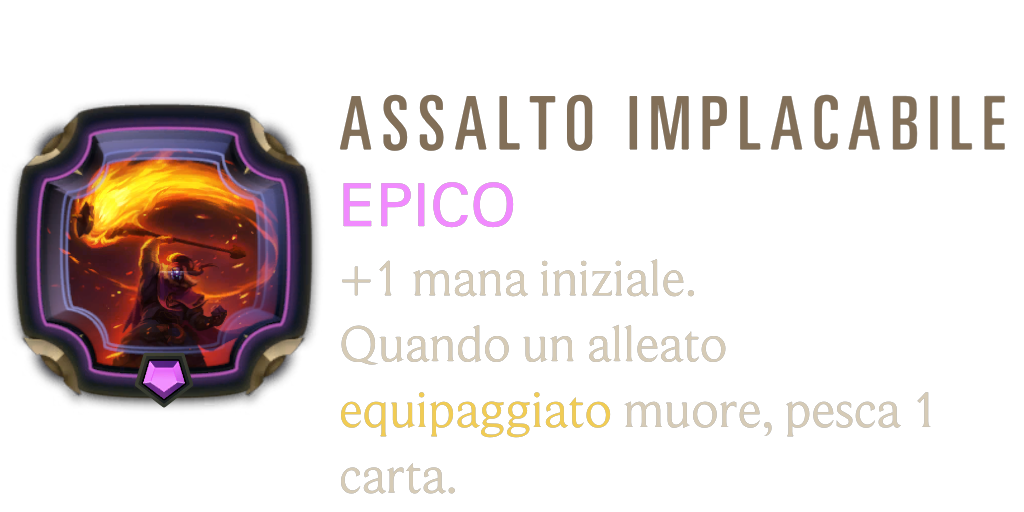 ASSALTO IMPLACABILE
EPICO
+1 mana iniziale.
Quando un alleato
equipaggiato muore, pesca 1
carta.